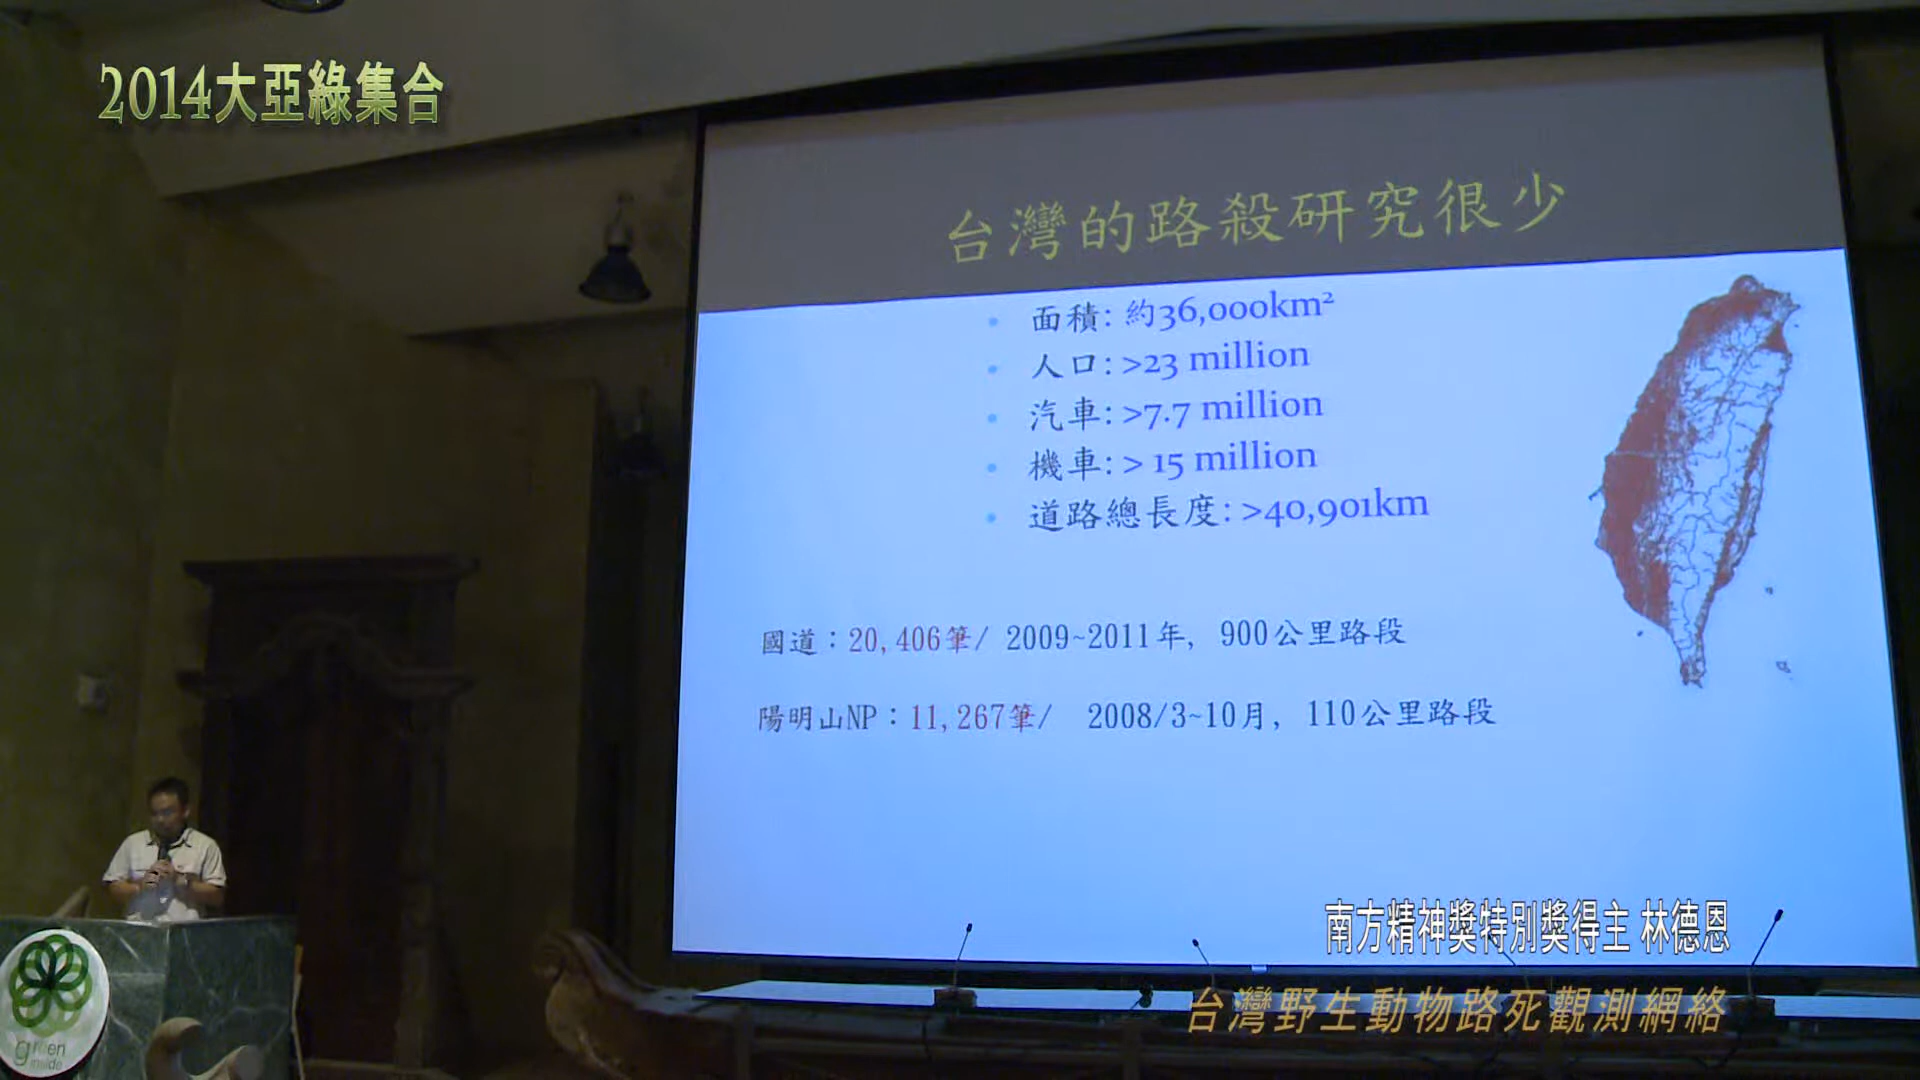 2014大亞綠集合
台灣的路殺研究很少
• 面積: 約36,000km²
• 人口: >23 million
• 汽車: >7.7 million
• 機車: > 15 million
• 道路總長度: >40,901km
國道：20,406筆/ 2009~2011年, 900公里路段
陽明山NP：11,267筆/ 2008/3~10月, 110公里路段
南方精神獎特別獎得主 林德恩
台灣野生動物路死觀測網絡
green
inside